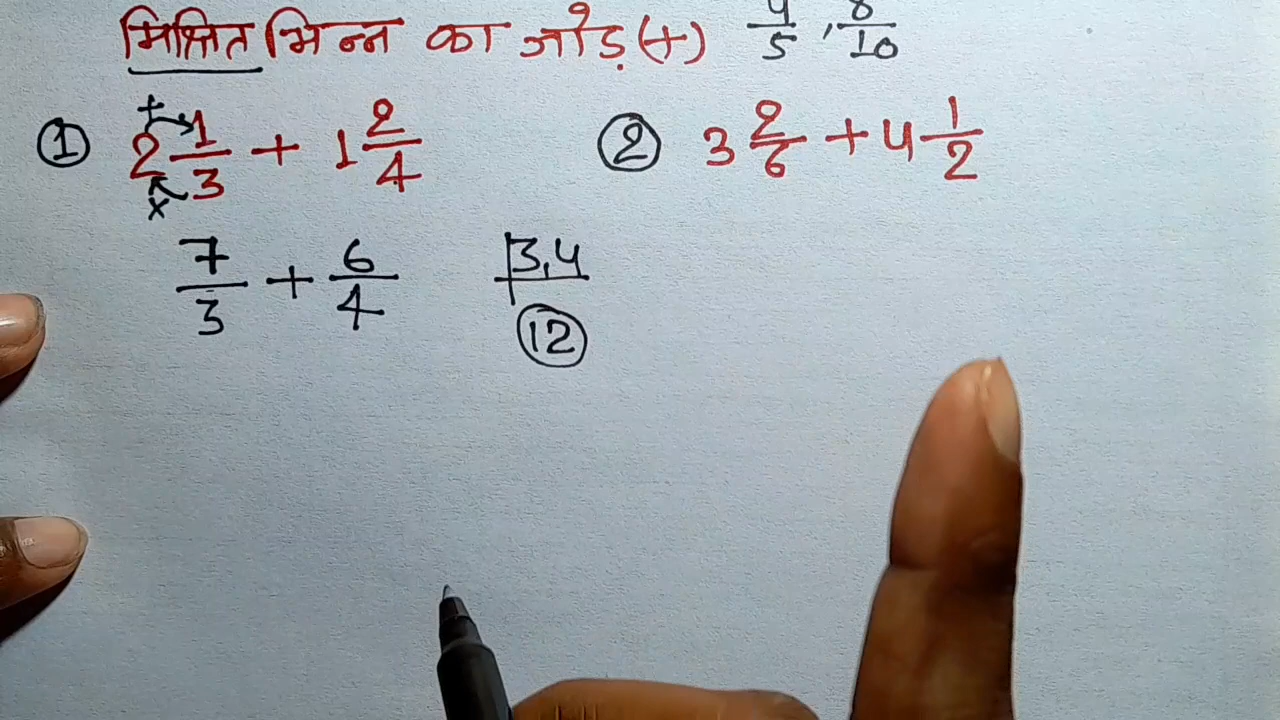 मिश्रित भिन्न का जोड़ (+) 4/5, 8/10
① 2 1/3 + 1 2/4
+
×
② 3 2/6 + 4 1/2
7/3 + 6/4
3,4
12